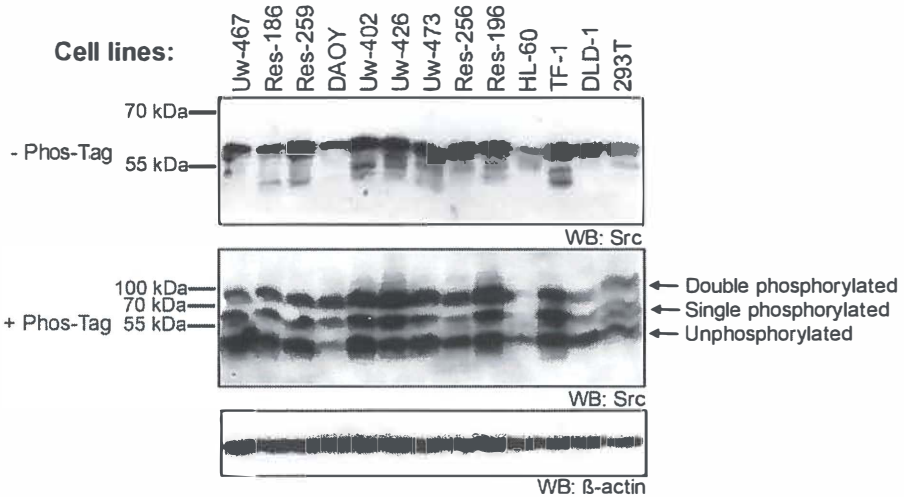 Cell lines:
Uw-467
Res-186
Res-259
DAOY
Uw-402
Uw-426
Uw-473
Res-256
Res-196
HL-60
TF-1
DLD-1
293T
70 kDa
- Phos-Tag
55 kDa
WB: Src
100 kDa
70 kDa
55 kDa
+ Phos-Tag
Double phosphorylated
Single phosphorylated
Unphosphorylated
WB: Src
WB: ß-actin